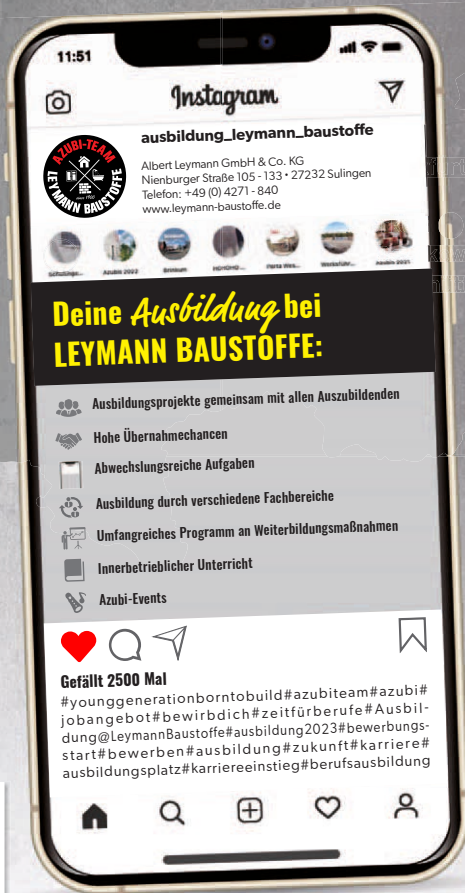 11:51
Instagram
AZUBI-TEAM
LEYMANN BAUSTOFFE
ausbildung_leymann_baustoffe
Albert Leymann GmbH & Co. KG
Nienburger Straße 105 - 133 • 27232 Sulingen
Telefon: +49 (0) 4271 - 840
www.leymann-baustoffe.de
Azubis 2022 Brinkum
Deine Ausbildung bei
LEYMANN BAUSTOFFE:
Ausbildungsprojekte gemeinsam mit allen Auszubildenden
Hohe Übernahmechancen
Abwechslungsreiche Aufgaben
Ausbildung durch verschiedene Fachbereiche
Umfangreiches Programm an Weiterbildungsmaßnahmen
Innerbetrieblicher Unterricht
Azubi-Events
Gefällt 2500 Mal
#younggenerationborntobuild#azubiteam#azubi#
jobangebot#bewirbdich#zeitfürberufe#Ausbil-
dung@LeymannBaustoffe#ausbildung2023#bewerbungs-
start#bewerben#ausbildung#zukunft#karriere#
ausbildungsplatz#karriereeinstieg#berufsausbildung